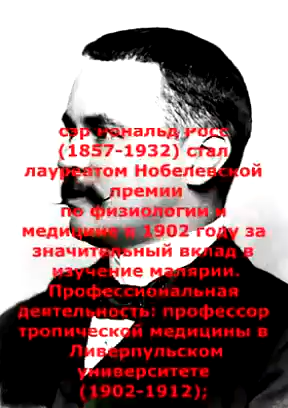 сэр Рональд Росс
(1857-1932) стал
лауреатом Нобелевской
премии
по физиологии и
медицине в 1902 году за
значительный вклад в
изучение малярии.
Профессиональная
деятельность: профессор
тропической медицины в
Ливерпульском
университете
(1902-1912);